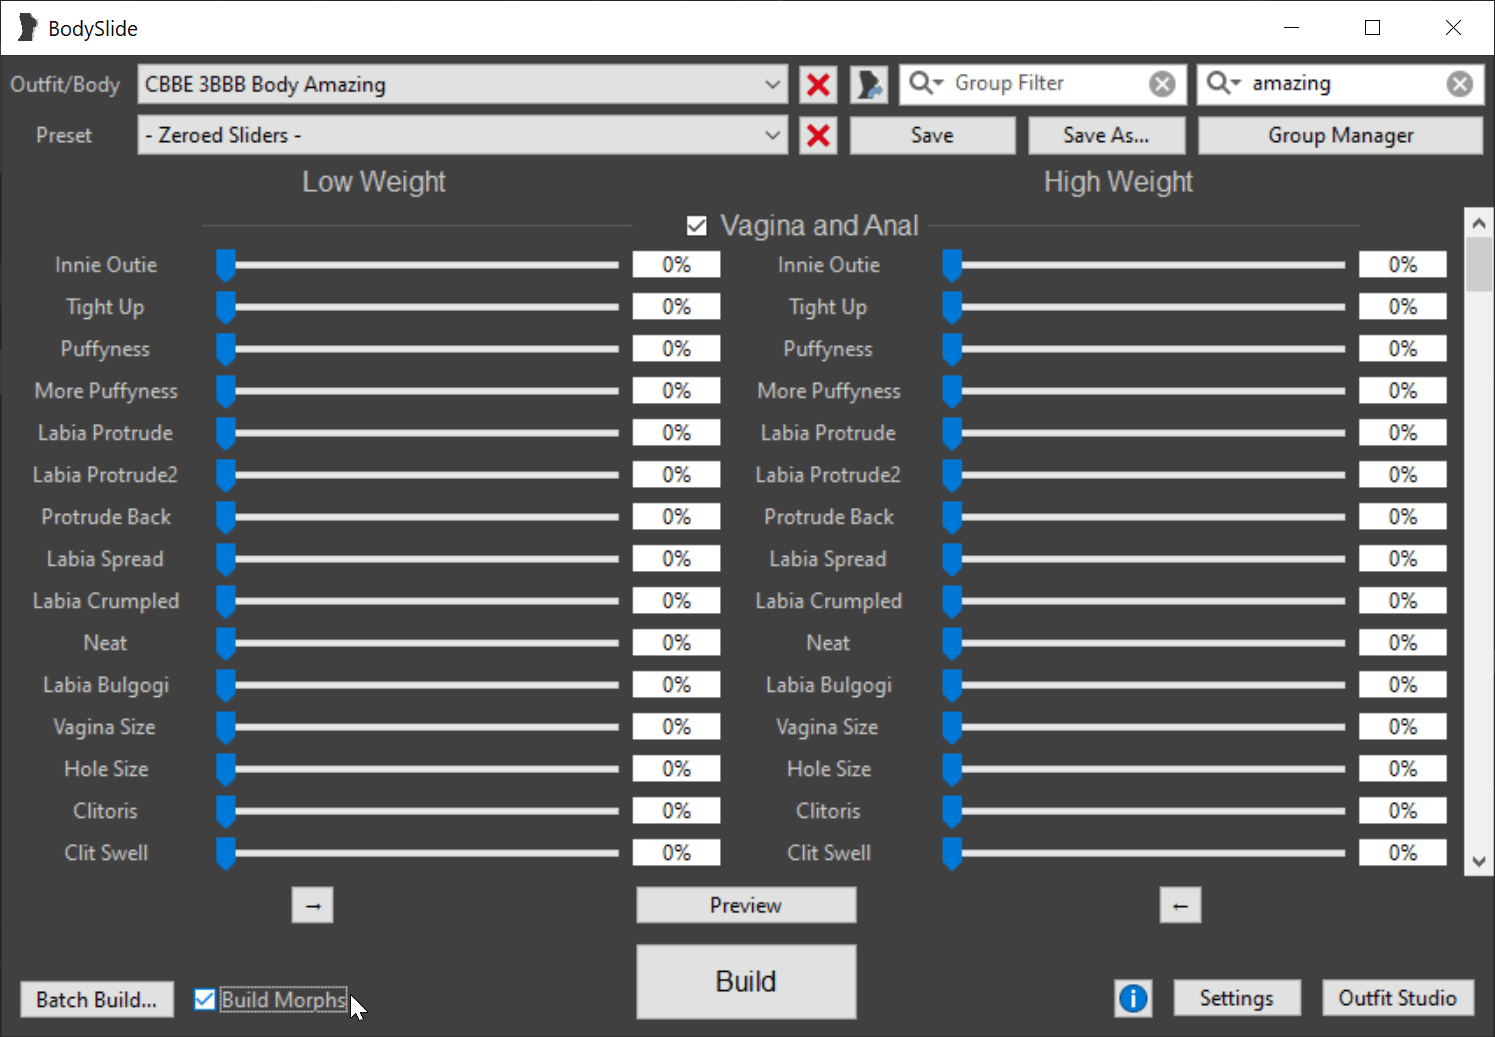 BodySlide
Outfit/Body CBBE 3BBB Body Amazing Group Filter amazing
Preset - Zeroed Sliders - Save Save As... Group Manager
Low Weight High Weight
Vagina and Anal
Innie Outie 0% Innie Outie 0%
Tight Up 0% Tight Up 0%
Puffyness 0% Puffyness 0%
More Puffyness 0% More Puffyness 0%
Labia Protrude 0% Labia Protrude 0%
Labia Protrude2 0% Labia Protrude2 0%
Protrude Back 0% Protrude Back 0%
Labia Spread 0% Labia Spread 0%
Labia Crumpled 0% Labia Crumpled 0%
Neat 0% Neat 0%
Labia Bulgogi 0% Labia Bulgogi 0%
Vagina Size 0% Vagina Size 0%
Hole Size 0% Hole Size 0%
Clitoris 0% Clitoris 0%
Clit Swell 0% Clit Swell 0%
→ Preview ←
Build
Batch Build... Build Morphs Settings Outfit Studio